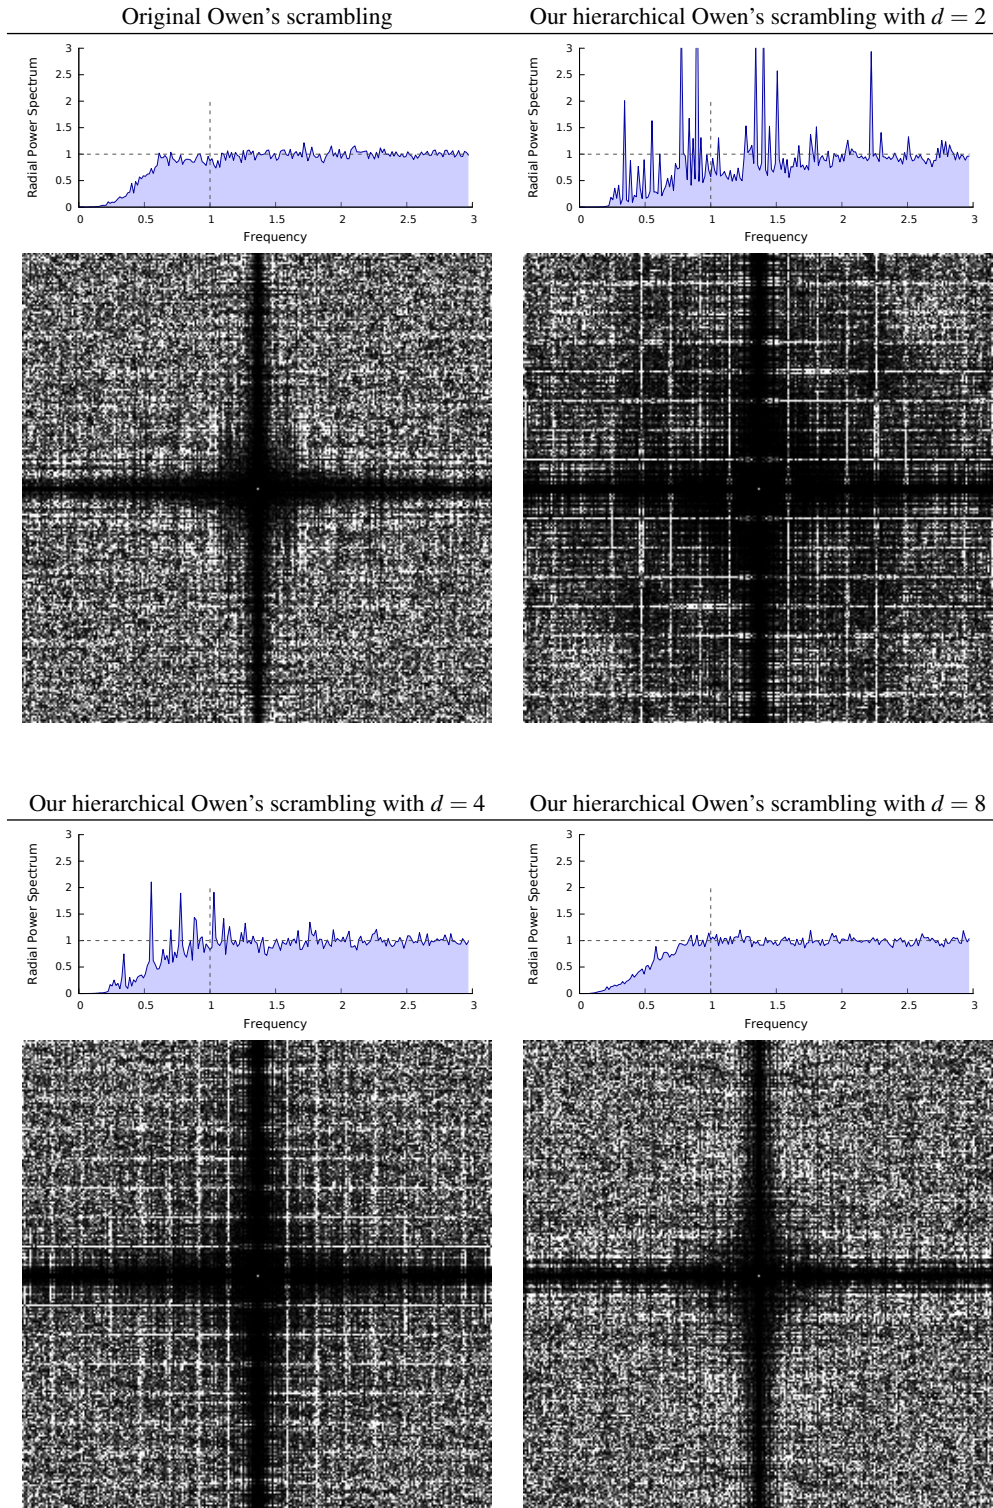 Original Owen's scrambling
Our hierarchical Owen's scrambling with d = 2
3
2.5
2
1.5
1
0.5
0
Radial Power Spectrum
0 0.5 1 1.5 2 2.5 3
Frequency
3
2.5
2
1.5
1
0.5
0
Radial Power Spectrum
0 0.5 1 1.5 2 2.5 3
Frequency
Our hierarchical Owen's scrambling with d = 4
Our hierarchical Owen's scrambling with d = 8
3
2.5
2
1.5
1
0.5
0
Radial Power Spectrum
0 0.5 1 1.5 2 2.5 3
Frequency
3
2.5
2
1.5
1
0.5
0
Radial Power Spectrum
0 0.5 1 1.5 2 2.5 3
Frequency